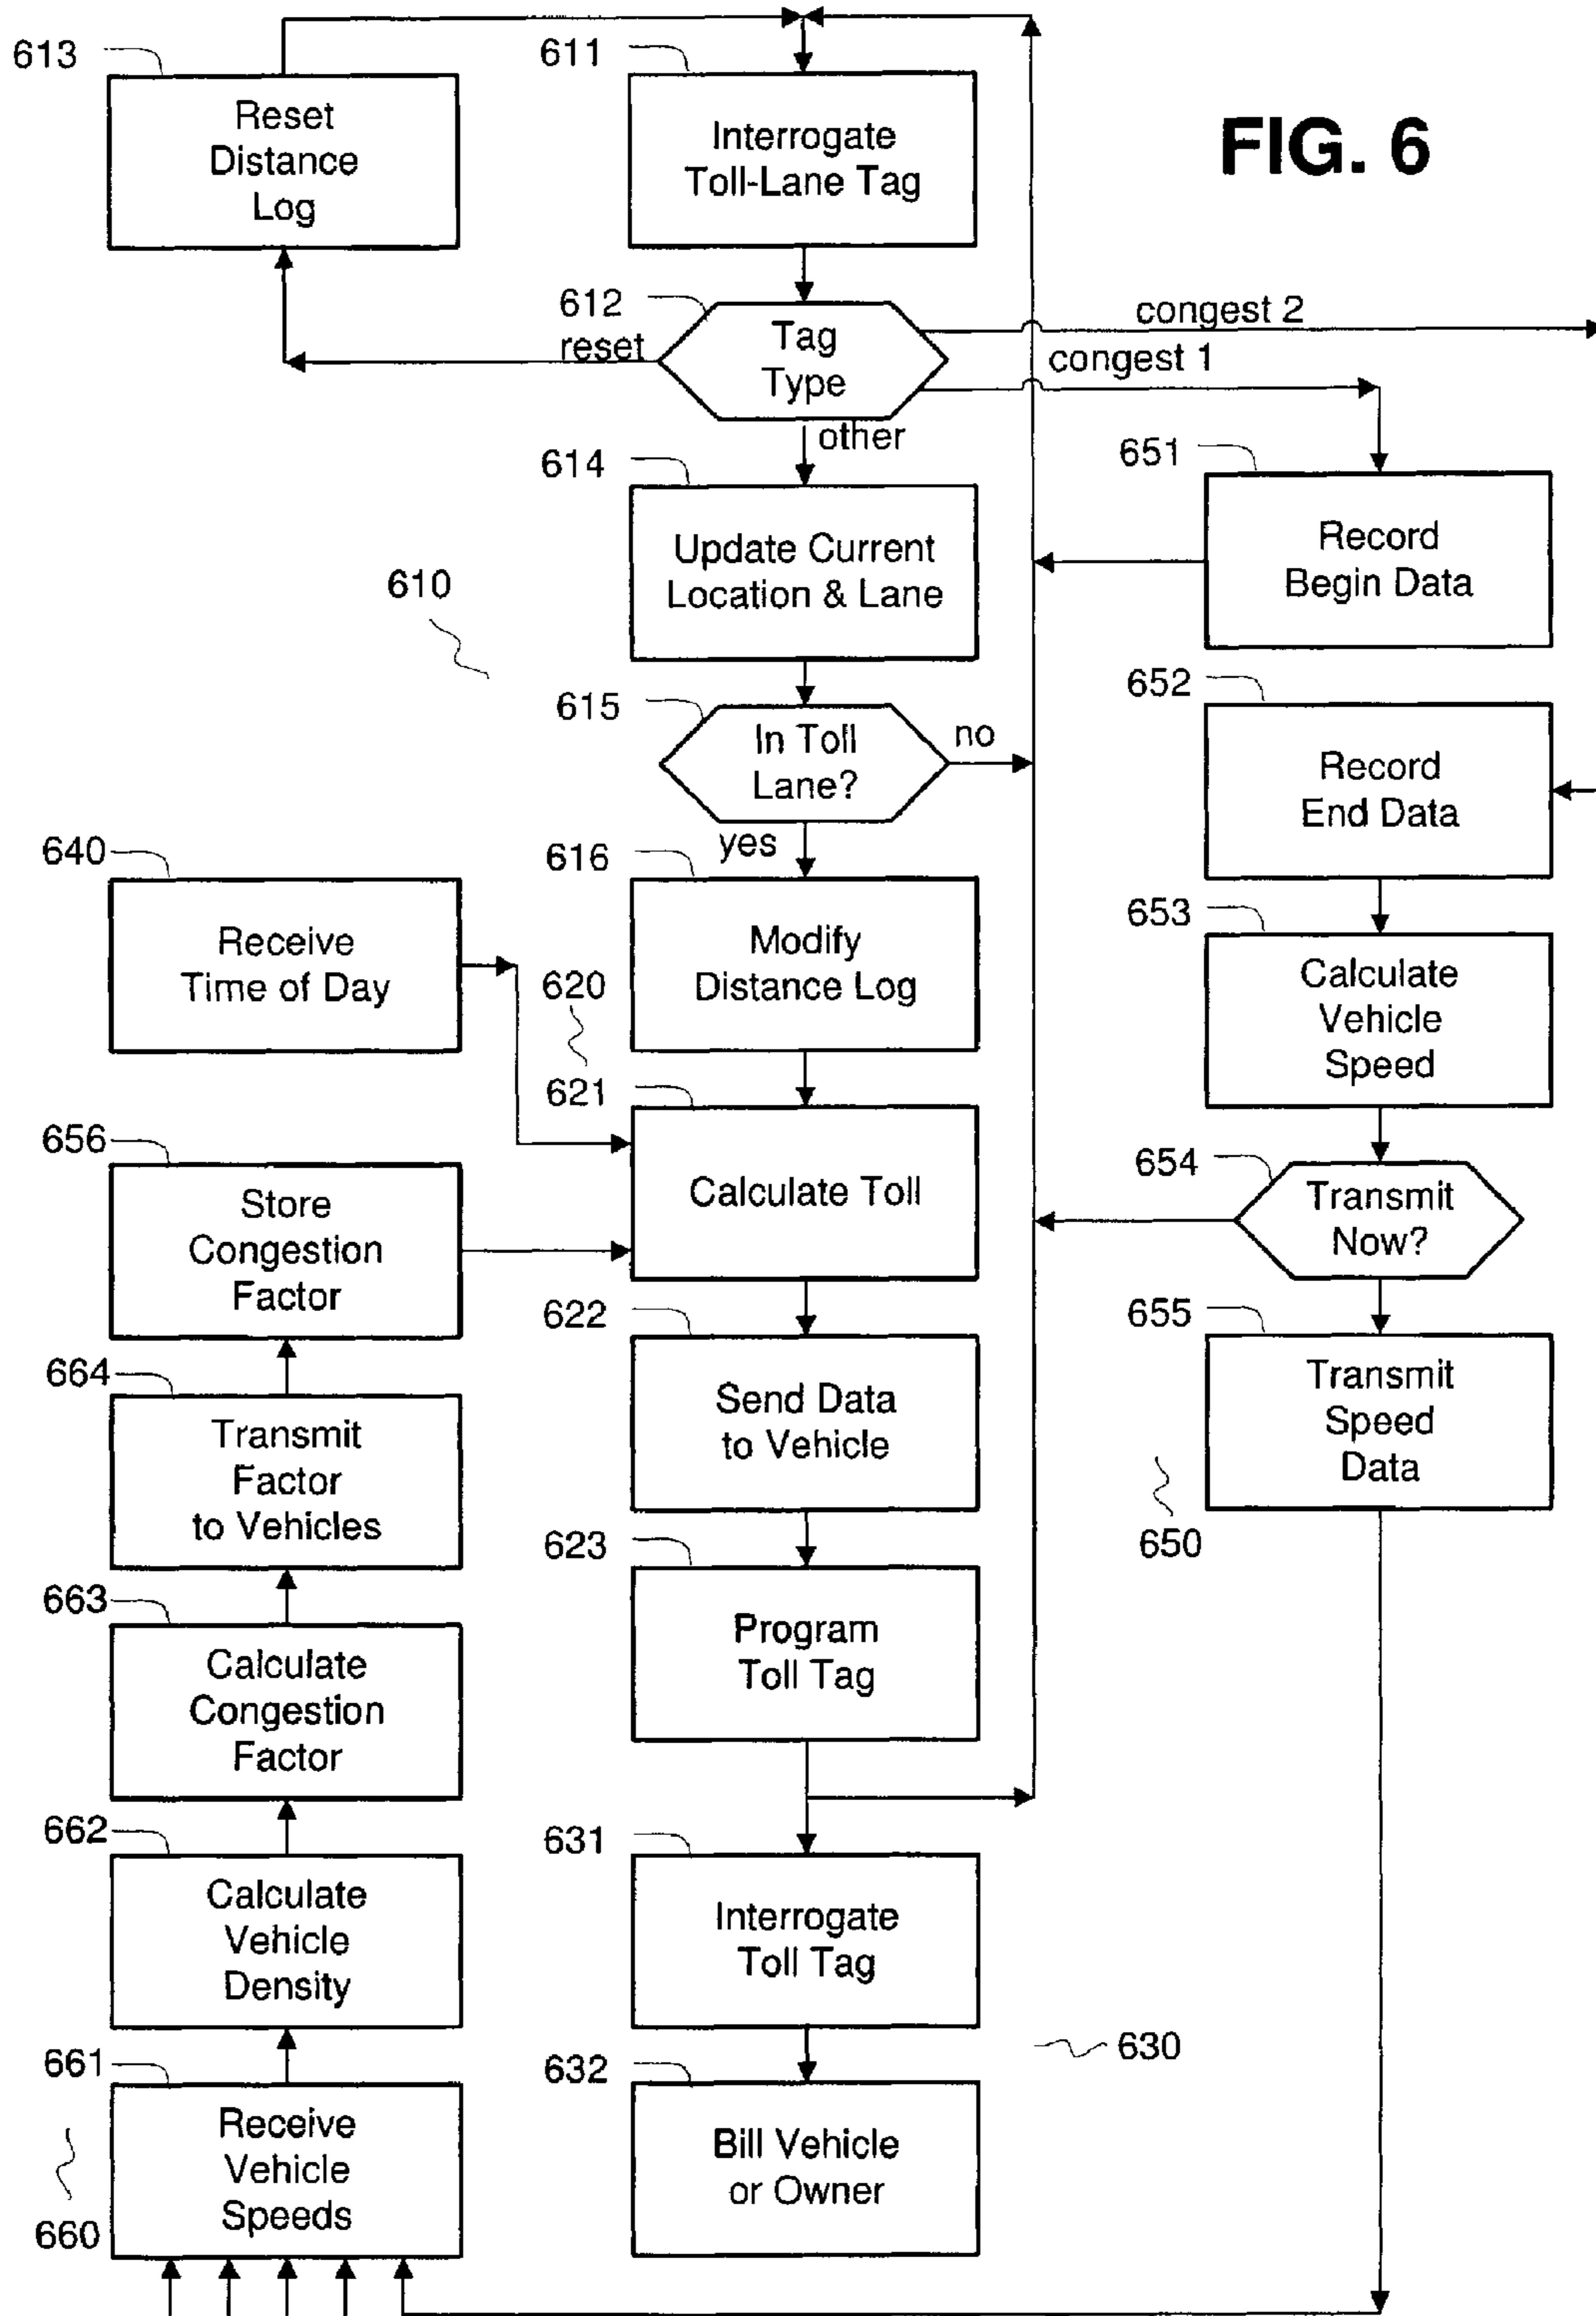 FIG. 6
613
Reset
Distance
Log
611
Interrogate
Toll-Lane Tag
612
Tag
Type
reset
congest 2
congest 1
other
614
Update Current
Location & Lane
651
Record
Begin Data
610
615
In Toll
Lane?
no
yes
652
Record
End Data
640
Receive
Time of Day
616
Modify
Distance Log
653
Calculate
Vehicle
Speed
620
621
Calculate Toll
656
Store
Congestion
Factor
654
Transmit
Now?
622
Send Data
to Vehicle
655
Transmit
Speed
Data
650
664
Transmit
Factor
to Vehicles
623
Program
Toll Tag
663
Calculate
Congestion
Factor
662
Calculate
Vehicle
Density
631
Interrogate
Toll Tag
630
661
Receive
Vehicle
Speeds
660
632
Bill Vehicle
or Owner